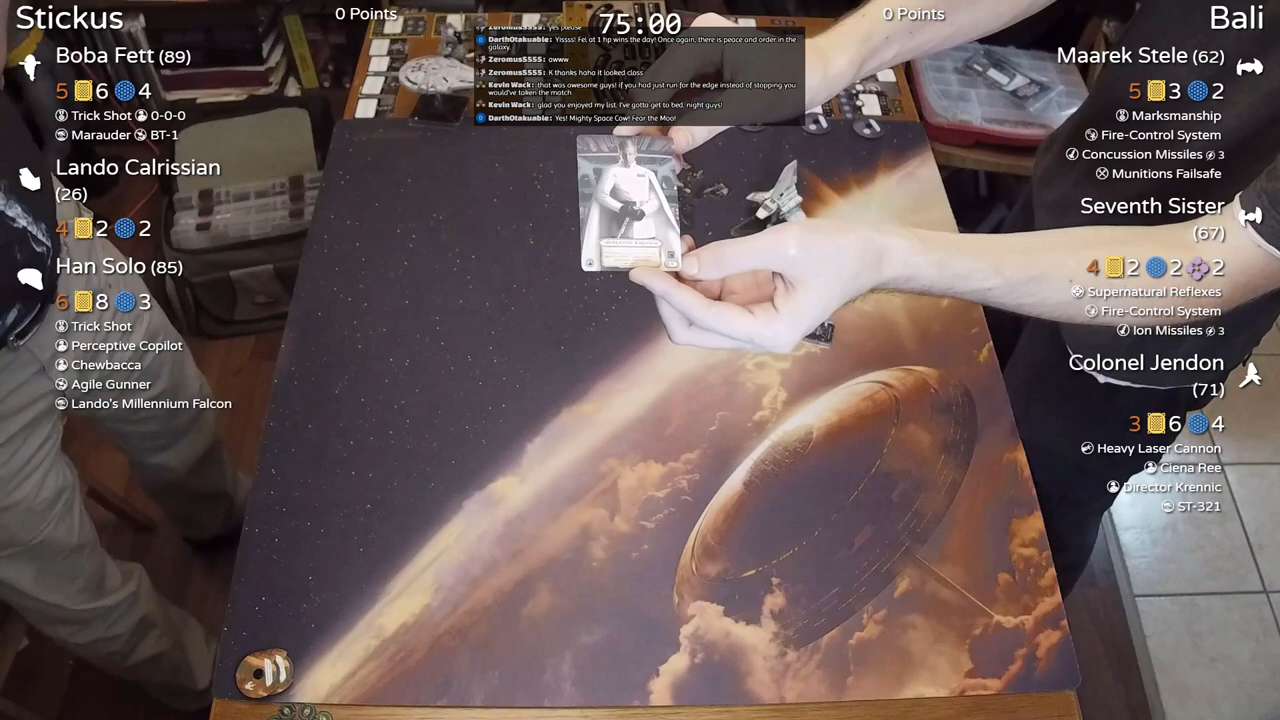 Stickus
0 Points
75:00
0 Points
Bali
Boba Fett (89)
5 6 4
Trick Shot 0-0-0
Marauder BT-1
Lando Calrissian
(26)
4 2 2
Han Solo (85)
6 8 3
Trick Shot
Perceptive Copilot
Chewbacca
Agile Gunner
Lando's Millennium Falcon
Zeromus5555: yes please
DarthOtakuable: Yissss! Fel at 1 hp wins the day! Once again, there is peace and order in the
galaxy.
Zeromus5555: owww
Zeromus5555: K thanks haha it looked class
Kevin Wack: that was awesome guys! if you had just run for the edge instead of stopping you
would've taken the match
Kevin Wack: glad you enjoyed my list. I've gotta get to bed. night guys!
DarthOtakuable: Yes! Mighty Space Cow! Fear the Moo!
Maarek Stele (62)
5 3 2
Marksmanship
Fire-Control System
Concussion Missiles 3
Munitions Failsafe
Seventh Sister
(67)
4 2 2 2
Supernatural Reflexes
Fire-Control System
Ion Missiles 3
Colonel Jendon
(71)
3 6 4
Heavy Laser Cannon
Ciena Ree
Director Krennic
ST-321